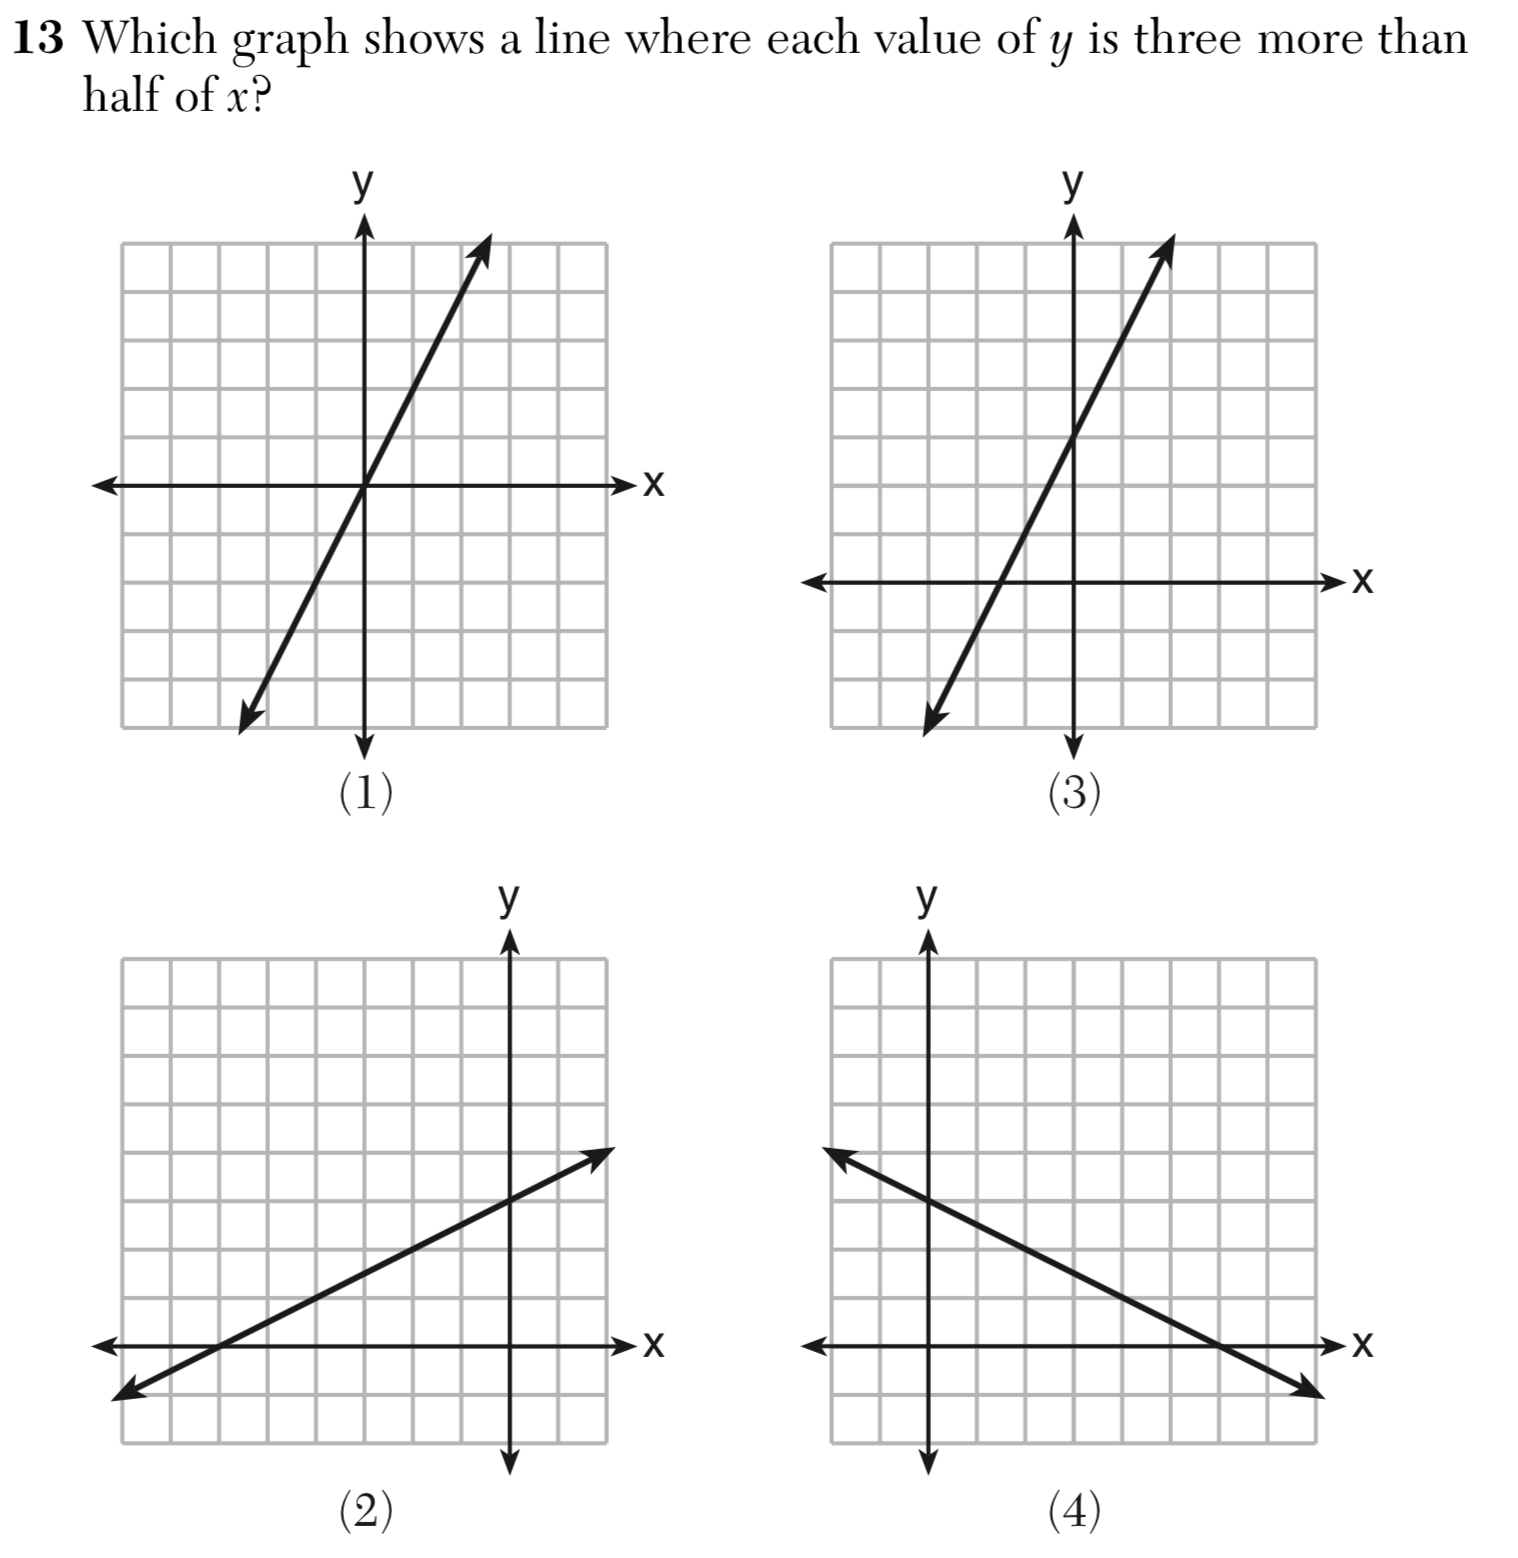 13 Which graph shows a line where each value of y is three more than
half of x?
y
x
(1)
y
x
(3)
y
x
(2)
y
x
(4)